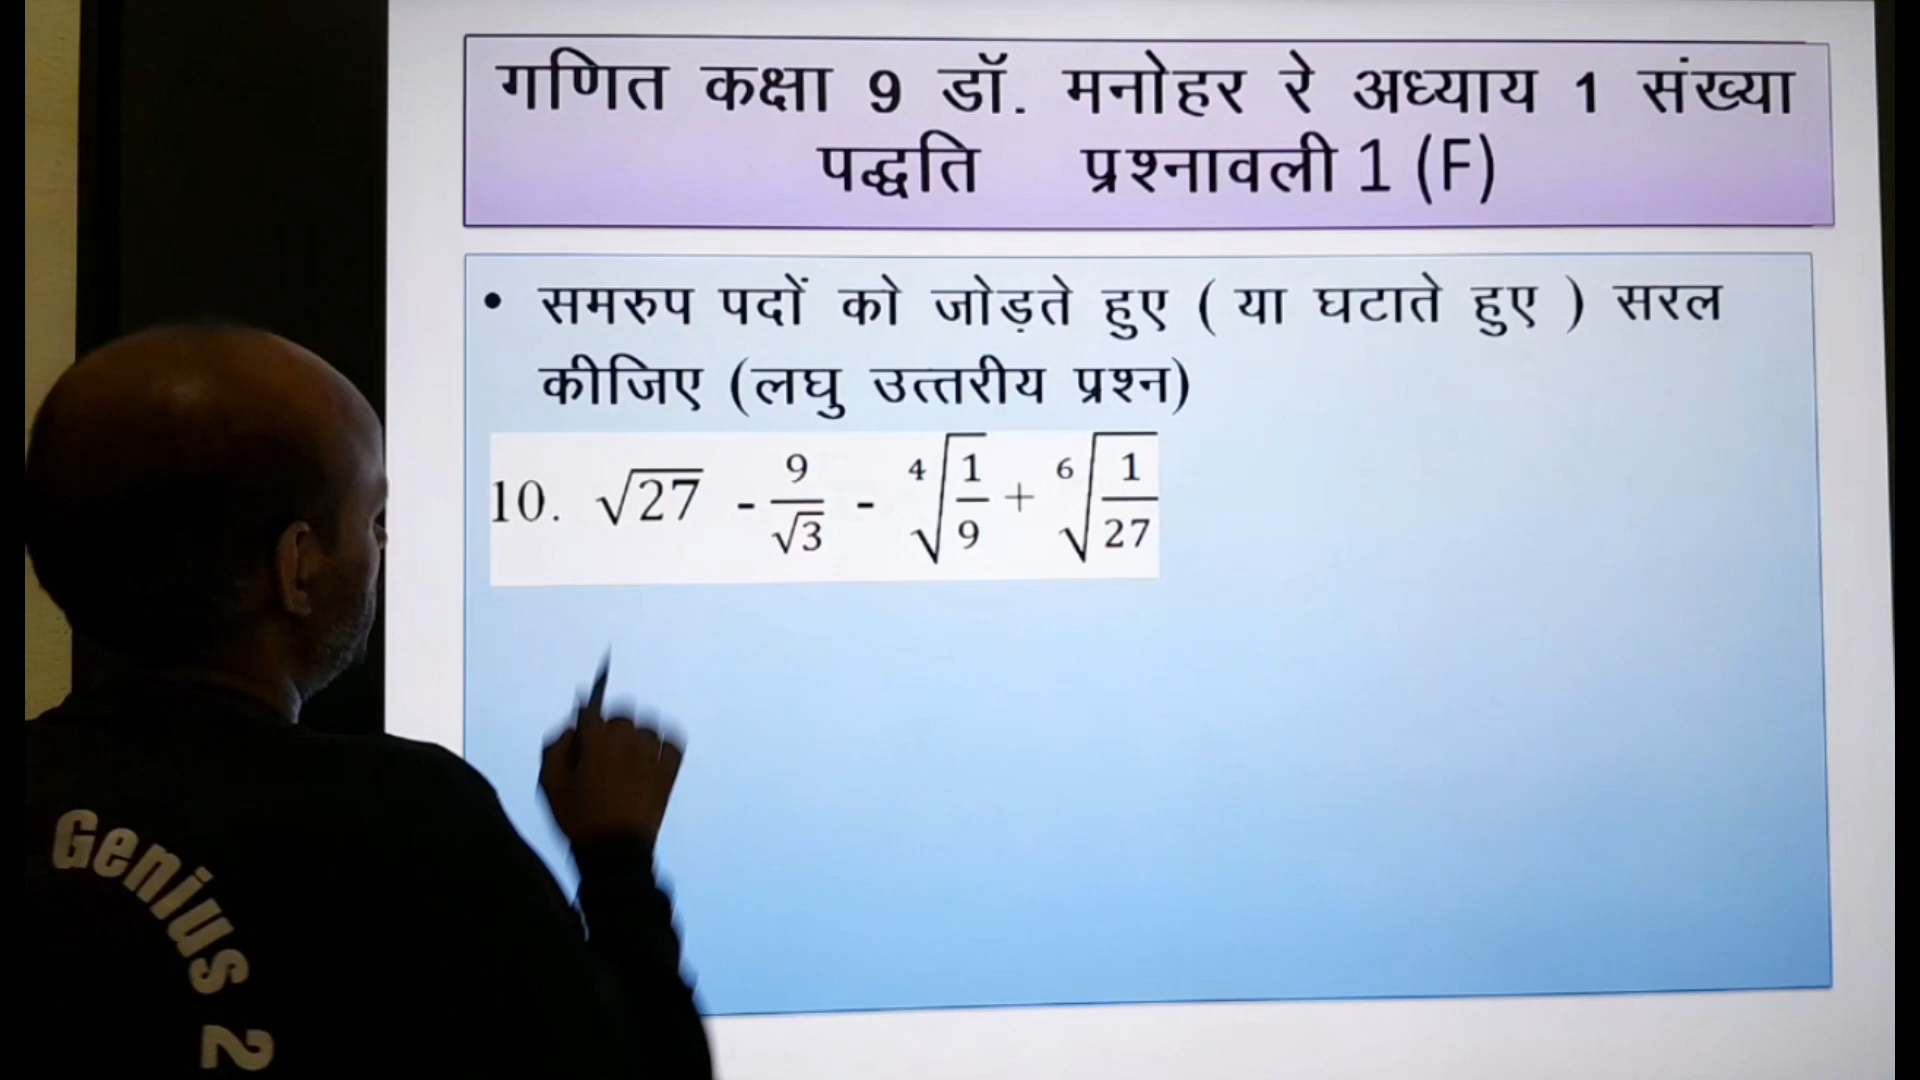 गणित कक्षा 9 डॉ. मनोहर रे अध्याय 1 संख्या
पद्धति प्रश्नावली 1 (F)
• समरुप पदों को जोड़ते हुए ( या घटाते हुए ) सरल
कीजिए (लघु उत्तरीय प्रश्न)
10. √27 - 9/√3 - ⁴√(1/9) + ⁶√(1/27)
Genius 2